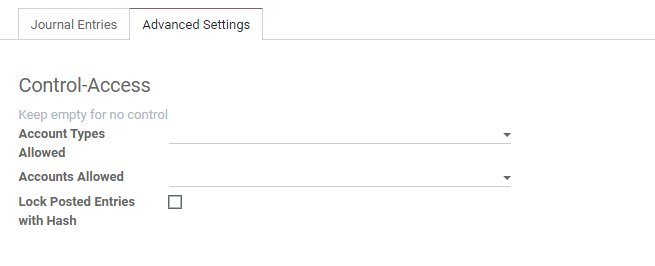 Journal Entries
Advanced Settings
Control-Access
Keep empty for no control
Account Types
Allowed
Accounts Allowed
Lock Posted Entries
with Hash